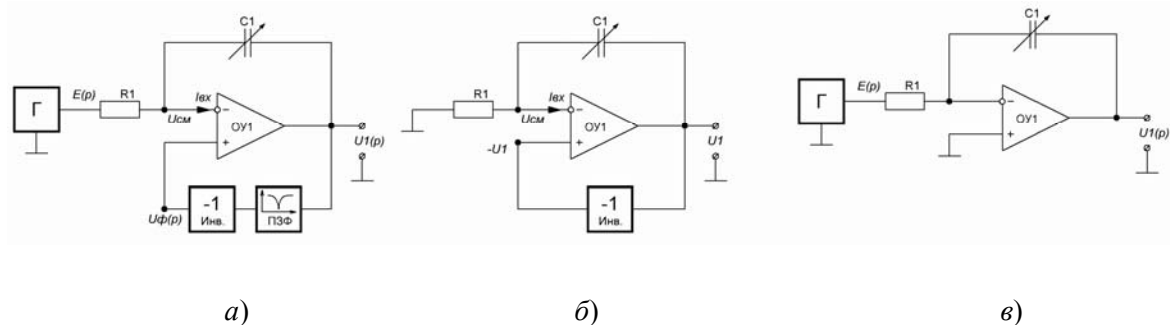 C1
E(p)
R1
Iвх
Uсм
Г
ОУ1
U1(p)
Uф(p)
-1
Инв.
ПЗФ
C1
R1
Iвх
Uсм
ОУ1
-U1
U1
-1
Инв.
C1
E(p)
R1
Г
ОУ1
U1(p)
а) б) в)